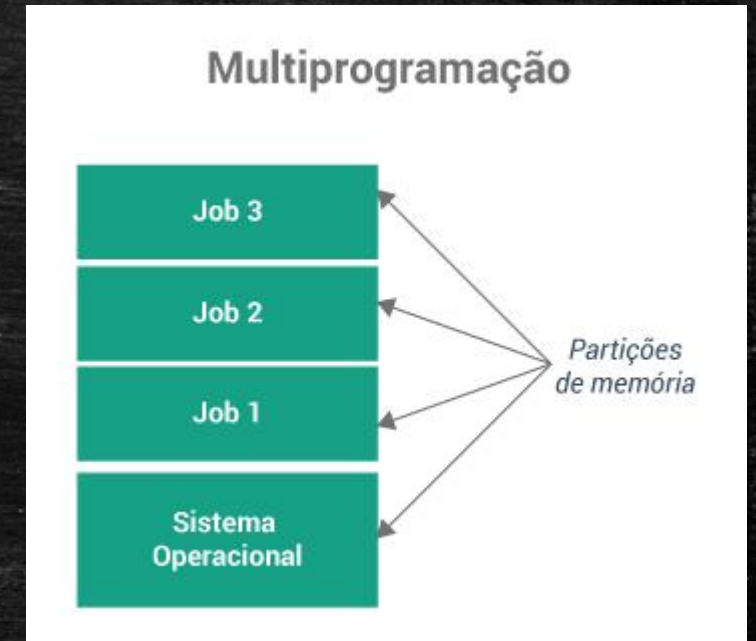 Multiprogramação
Job 3
Job 2
Job 1
Sistema
Operacional
Partições
de memória